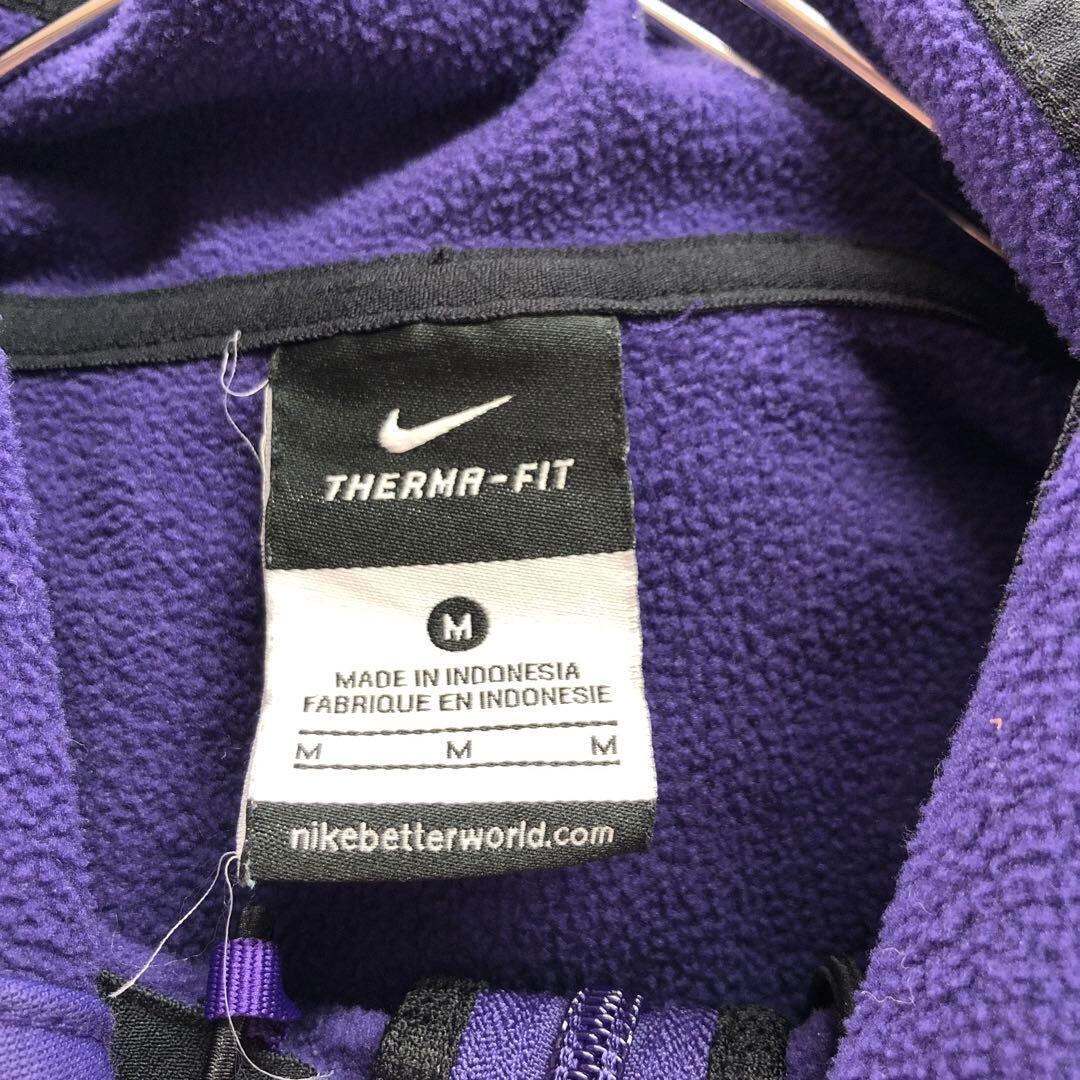 THERMA-FIT
M
MADE IN INDONESIA
FABRIQUE EN INDONESIE
M M M
nikebetterworld.com